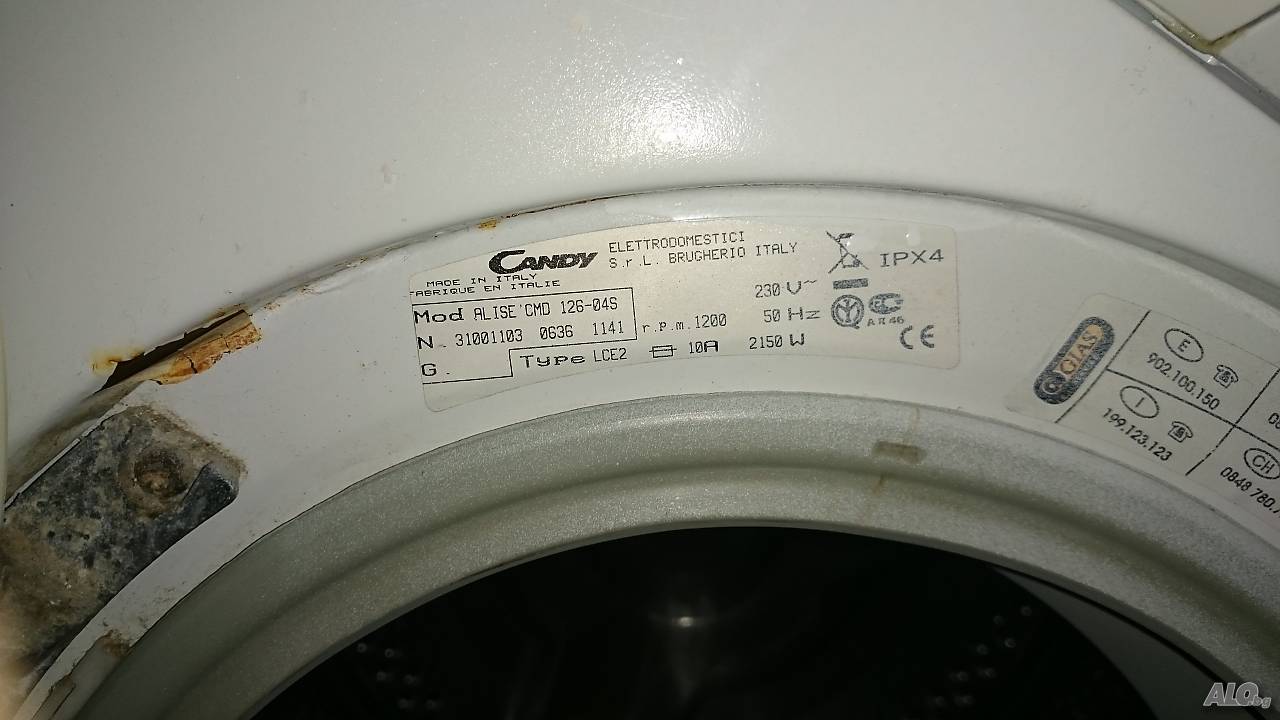 CANDY ELETTRODOMESTICI
S.r.L. BRUGHERIO ITALY
IPX4
MADE IN ITALY
FABRIQUE EN ITALIE
Mod ALISE'CMD 126-04S
230 V~
N. 31001103 0636 1141
r.p.m.1200
50 Hz
AR46
G.
Type LCE2
10A
2150 W
CE
GIAS
E
902.100.150
I
199.123.123
CH
0848 780.
ALO.bg